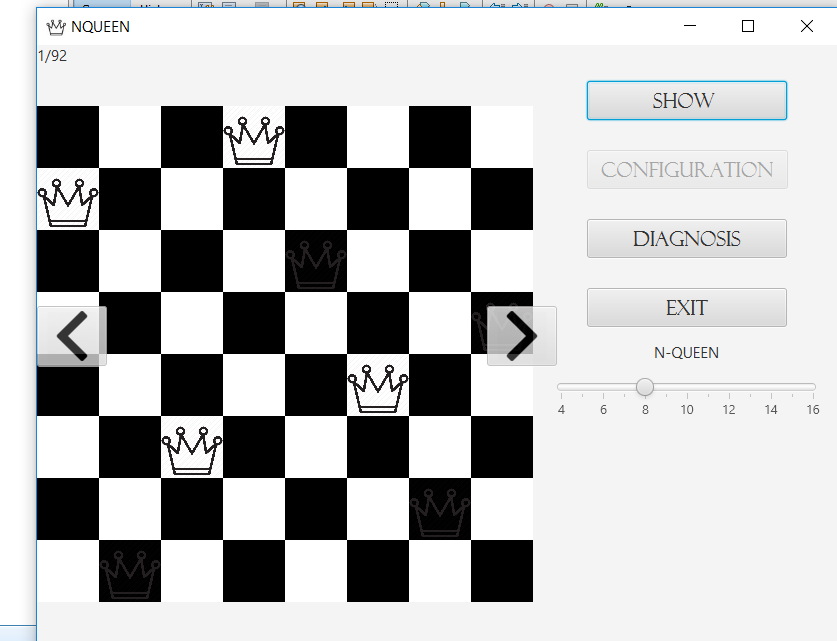 NQUEEN
1/92
SHOW
CONFIGURATION
DIAGNOSIS
EXIT
N-QUEEN
4 6 8 10 12 14 16